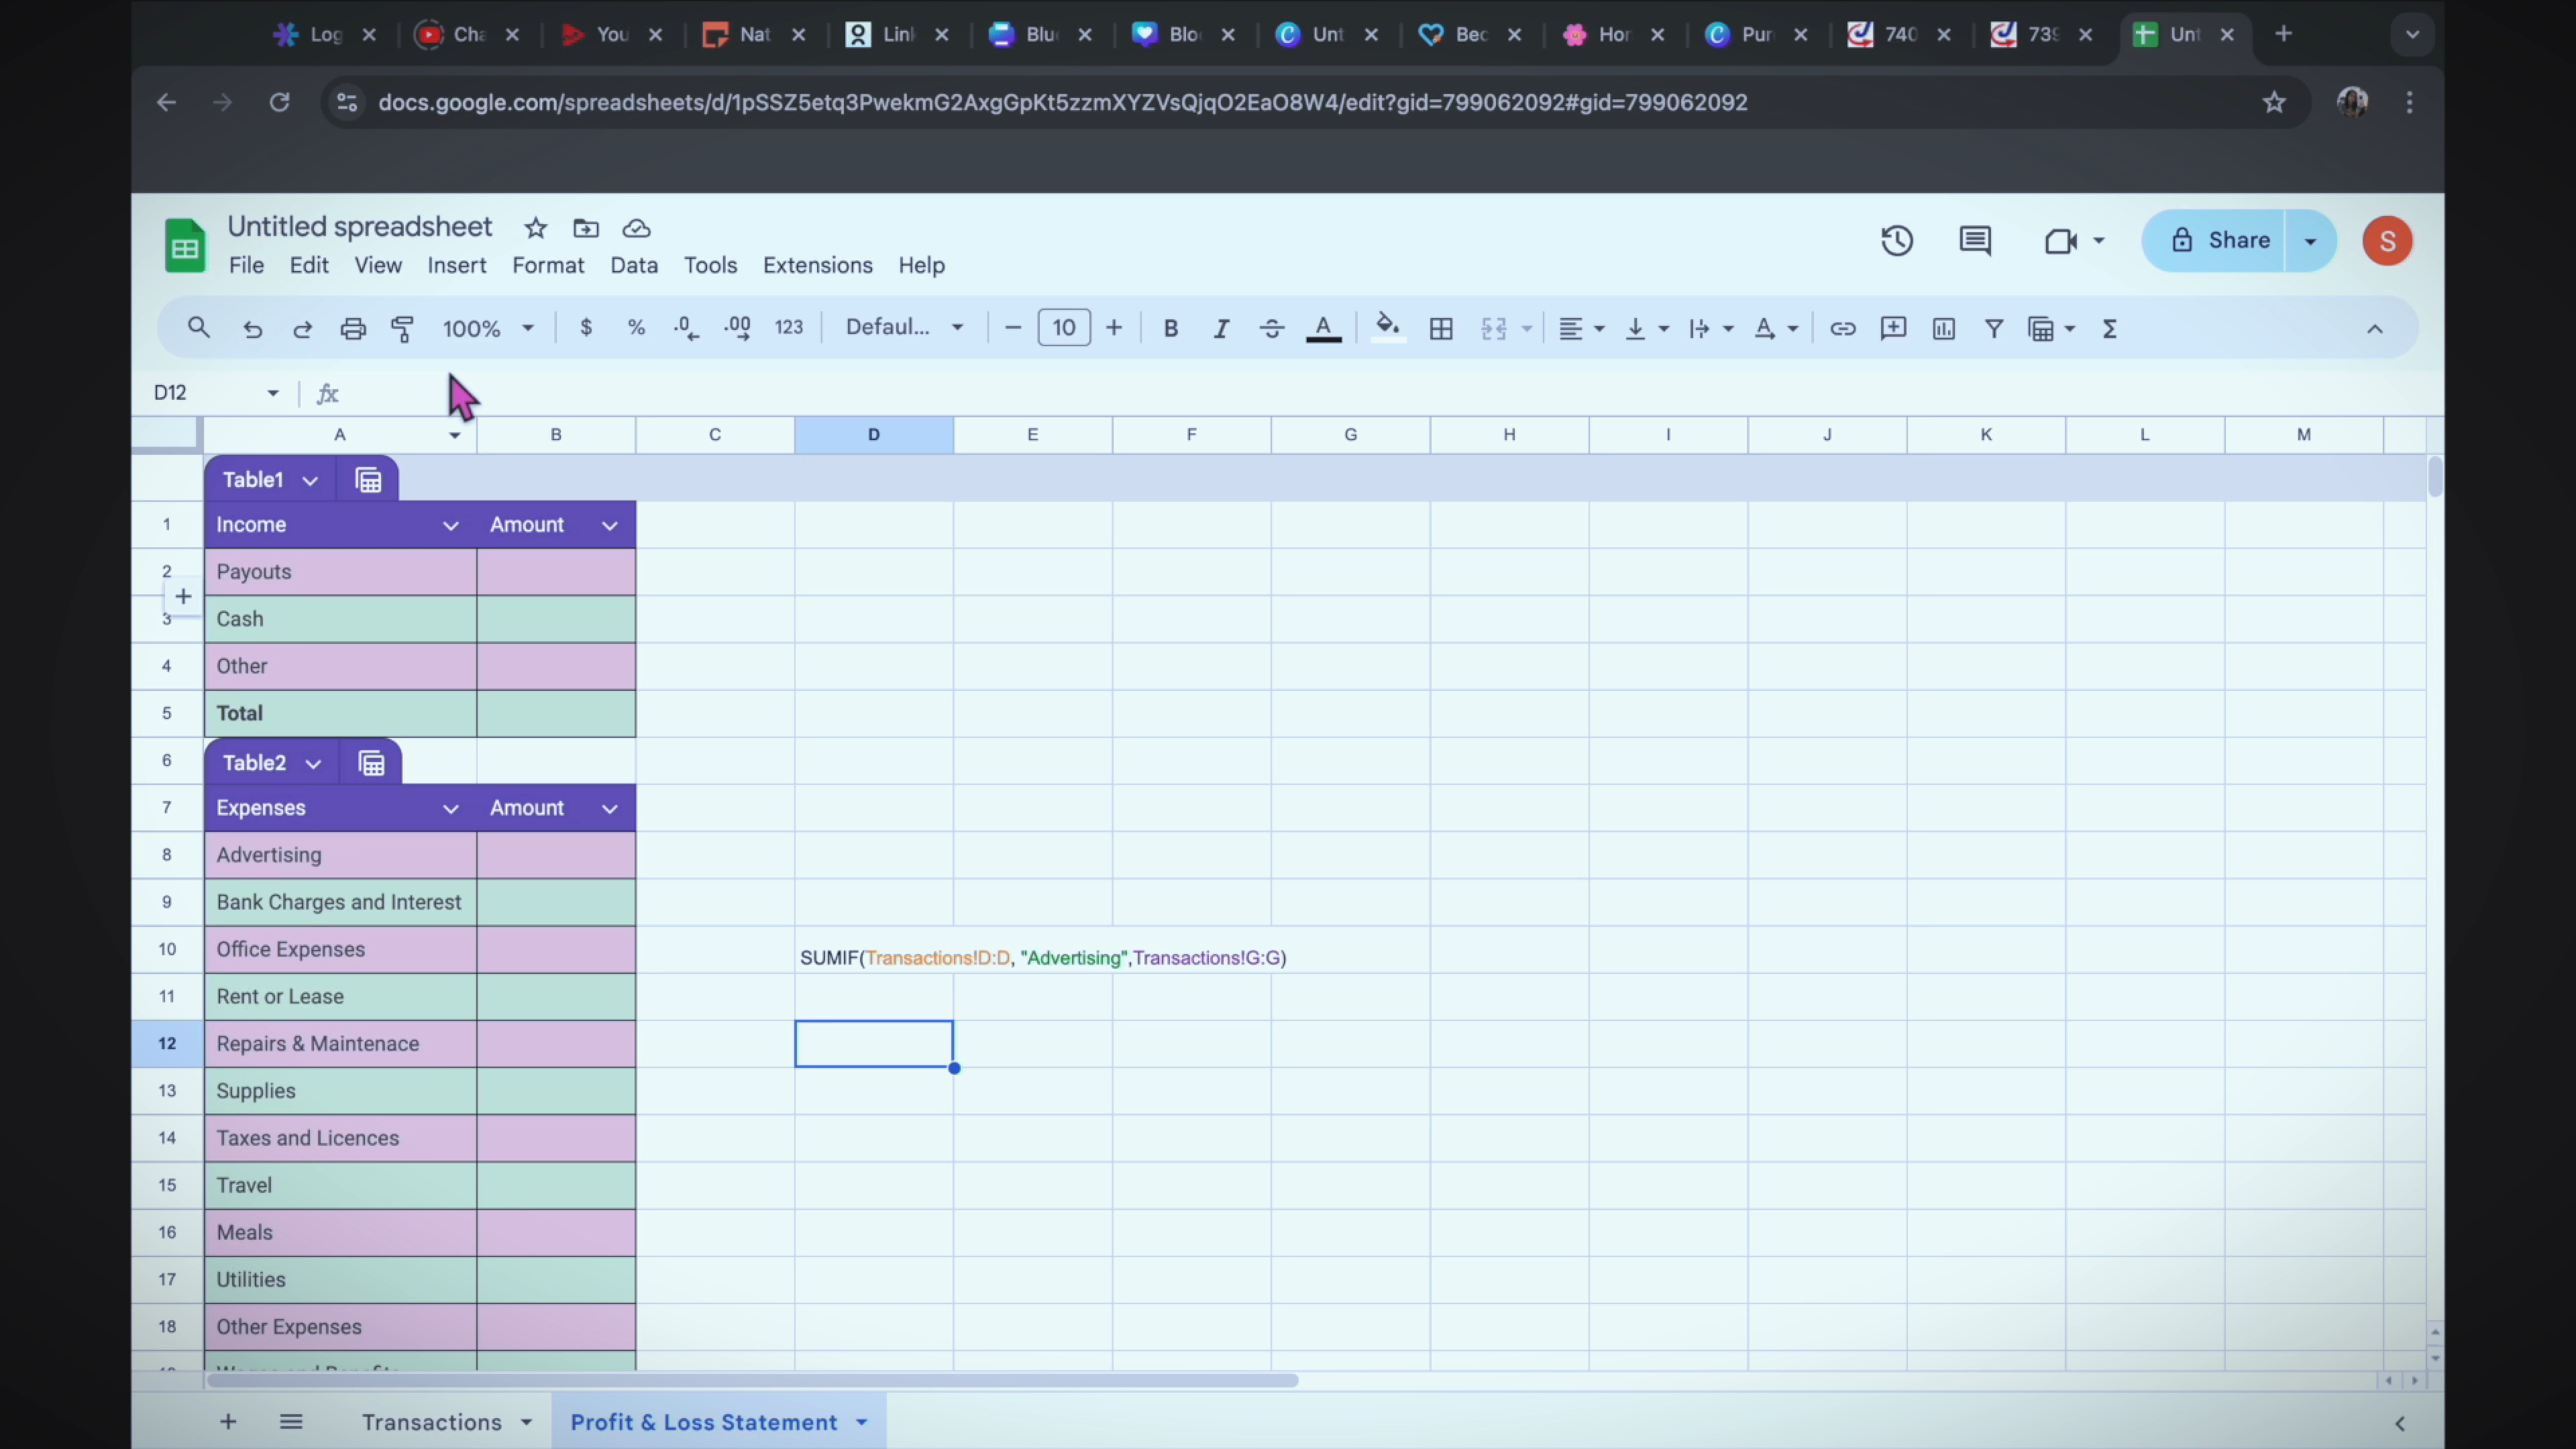 Log Cha You Nat Link Blu Blo Unt Bec Hor Pur 740 739 Unt
docs.google.com/spreadsheets/d/1pSSZ5etq3PwekmG2AxgGpKt5zzmXYZVsQjqO2EaO8W4/edit?gid=799062092#gid=799062092
Untitled spreadsheet
File Edit View Insert Format Data Tools Extensions Help
Share
S
100% $ % .0 .00 123 Defaul... 10 B I A A Σ
D12 fx
A B C D E F G H I J K L M
Table1
1 Income Amount
2 Payouts
3 Cash
4 Other
5 Total
6 Table2
7 Expenses Amount
8 Advertising
9 Bank Charges and Interest
10 Office Expenses SUMIF(Transactions!D:D, "Advertising",Transactions!G:G)
11 Rent or Lease
12 Repairs & Maintenace
13 Supplies
14 Taxes and Licences
15 Travel
16 Meals
17 Utilities
18 Other Expenses
Transactions Profit & Loss Statement